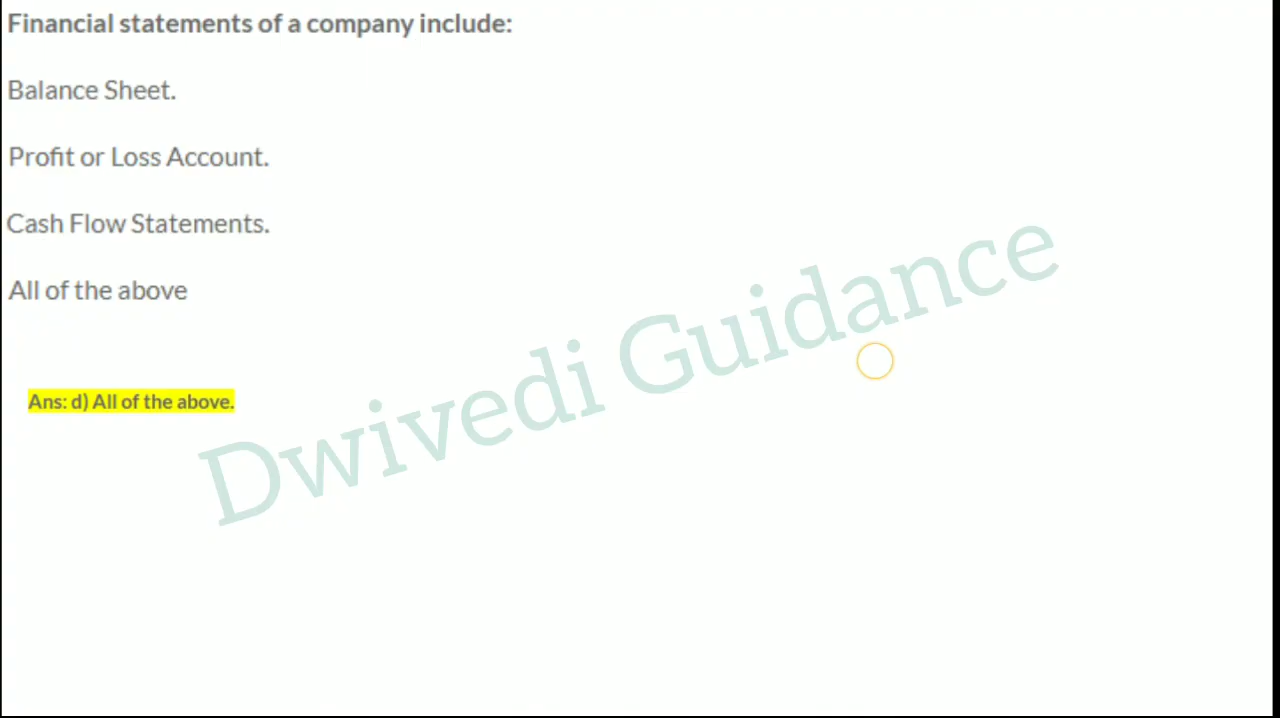 Financial statements of a company include:
Balance Sheet.
Profit or Loss Account.
Cash Flow Statements.
All of the above
Ans: d) All of the above.
Dwivedi Guidance